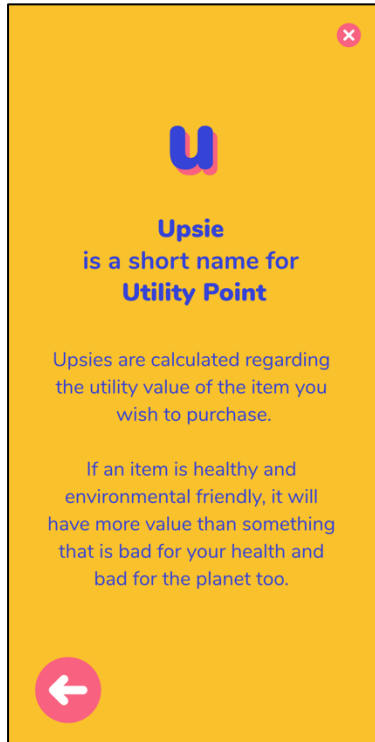 u
Upsie
is a short name for
Utility Point
Upsies are calculated regarding
the utility value of the item you
wish to purchase.
If an item is healthy and
environmental friendly, it will
have more value than something
that is bad for your health and
bad for the planet too.